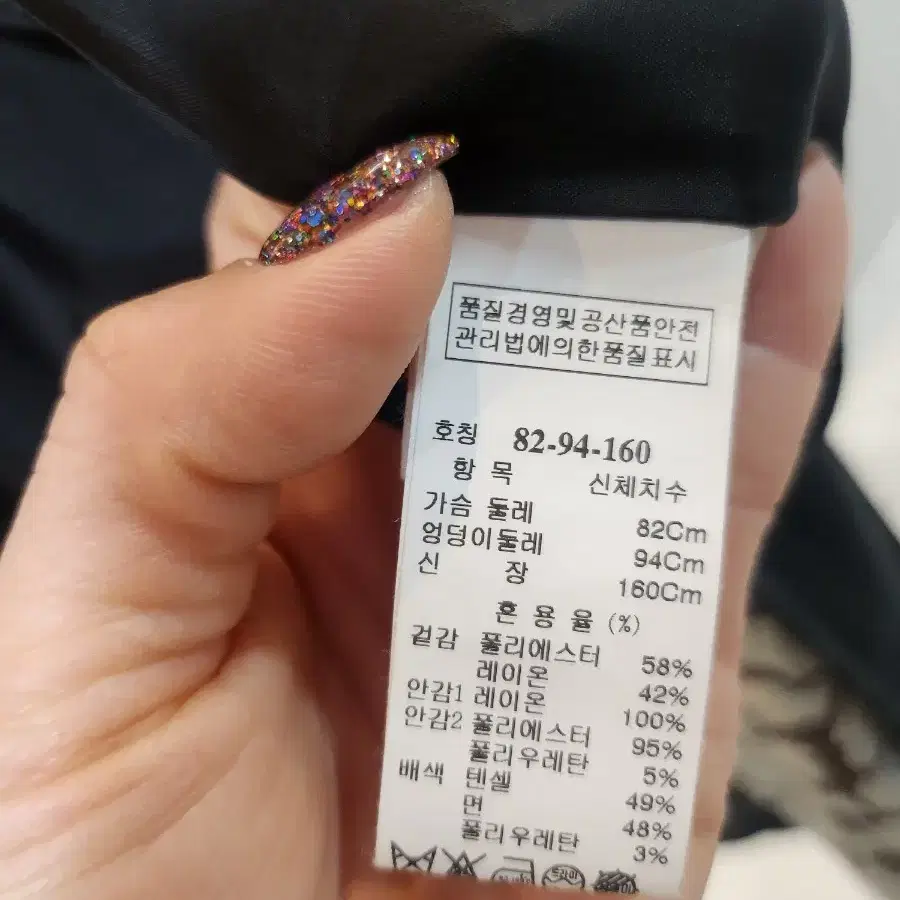 품질경영및공산품안전
관리법에의한품질표시
호칭 82-94-160
항 목 신체치수
가슴 둘레 82Cm
엉덩이둘레 94Cm
신 장 160Cm
혼 용 율 (%)
겉감 폴리에스터 58%
레이온 42%
안감1 레이온 100%
안감2 폴리에스터 95%
폴리우레탄 5%
배색 텐셀 49%
면 48%
폴리우레탄 3%